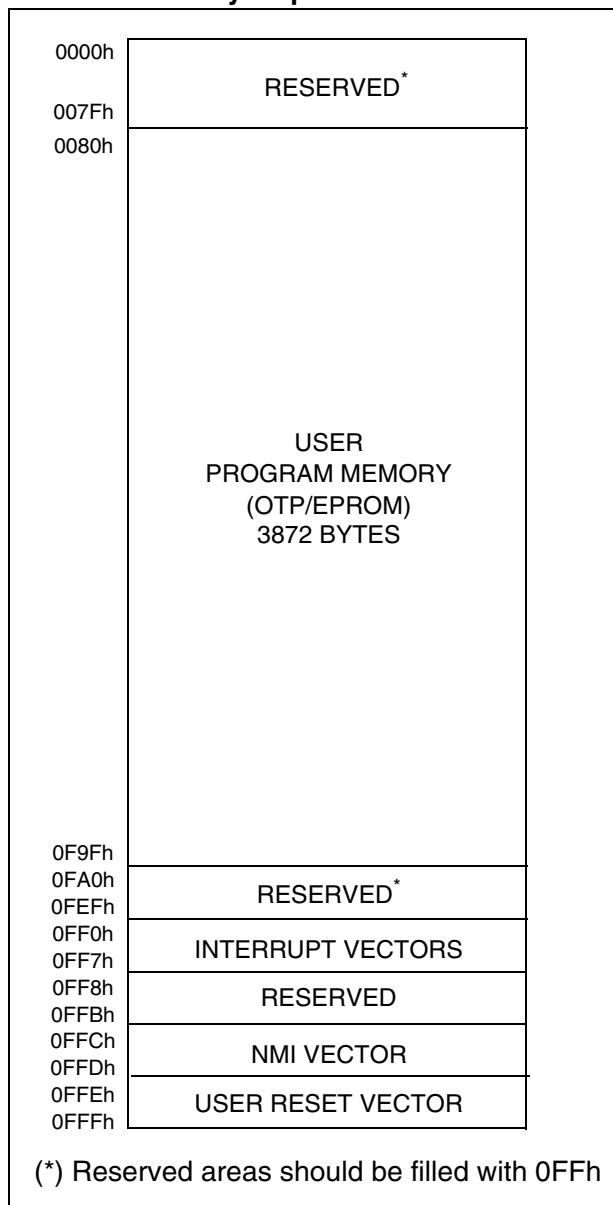 0000h
RESERVED*
007Fh
0080h
USER
PROGRAM MEMORY
(OTP/EPROM)
3872 BYTES
0F9Fh
0FA0h
RESERVED*
0FEFh
0FF0h
INTERRUPT VECTORS
0FF7h
0FF8h
RESERVED
0FFBh
0FFCh
NMI VECTOR
0FFDh
0FFEh
USER RESET VECTOR
0FFFh
(*) Reserved areas should be filled with 0FFh